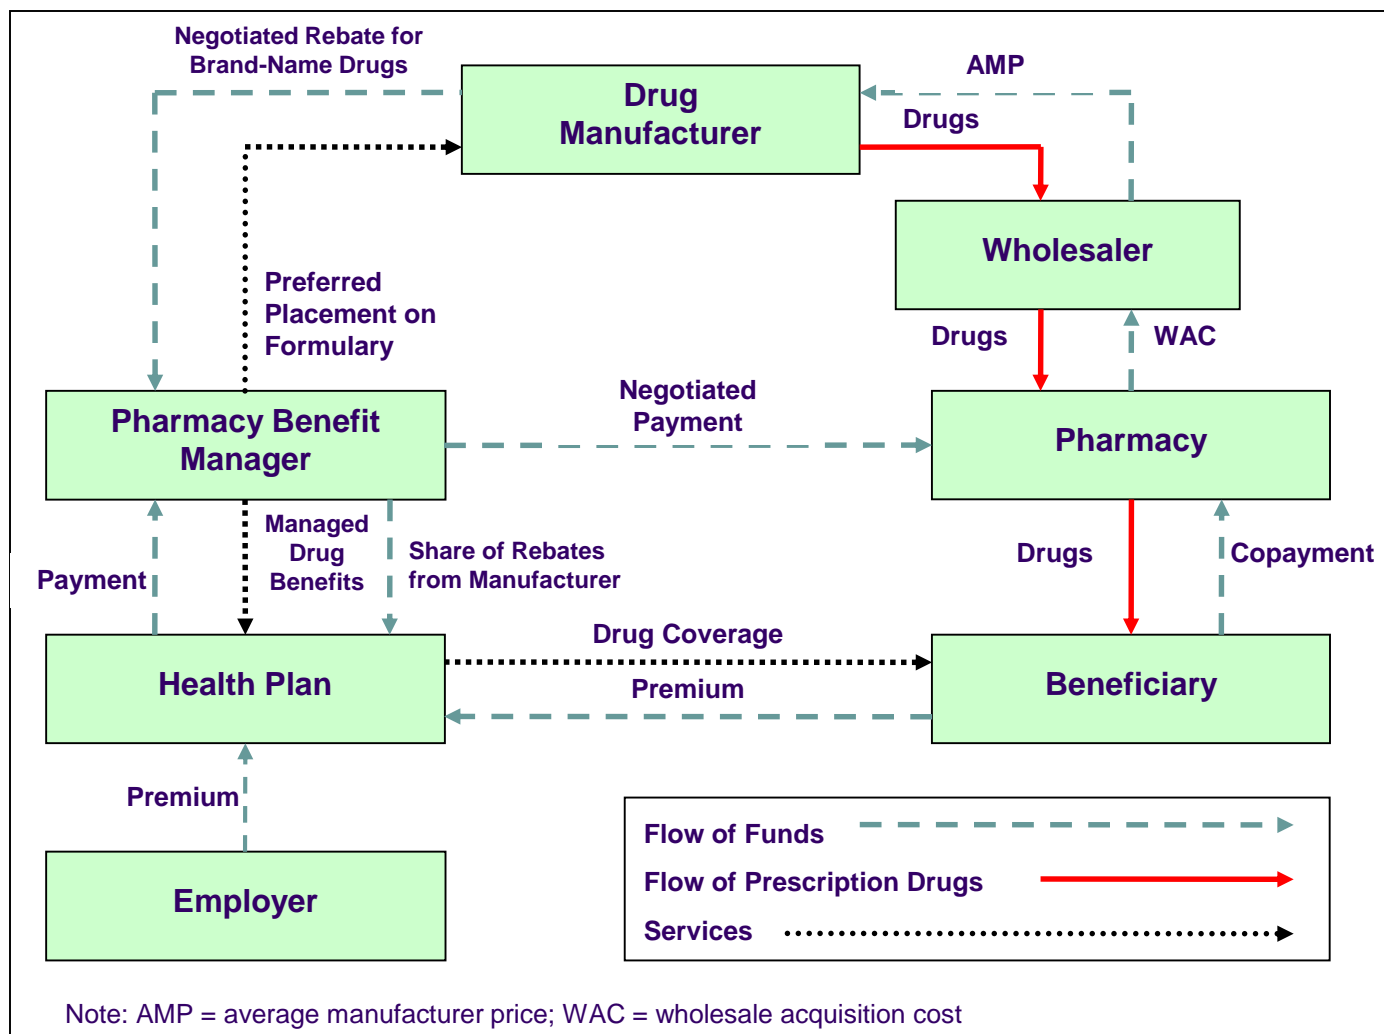 Negotiated Rebate for
Brand-Name Drugs
Drug
Manufacturer
AMP
Drugs
Wholesaler
Preferred
Placement on
Formulary
Drugs
WAC
Pharmacy Benefit
Manager
Negotiated
Payment
Pharmacy
Payment
Managed
Drug
Benefits
Share of Rebates
from Manufacturer
Drugs
Copayment
Health Plan
Drug Coverage
Premium
Beneficiary
Premium
Employer
Flow of Funds
Flow of Prescription Drugs
Services
Note: AMP = average manufacturer price; WAC = wholesale acquisition cost